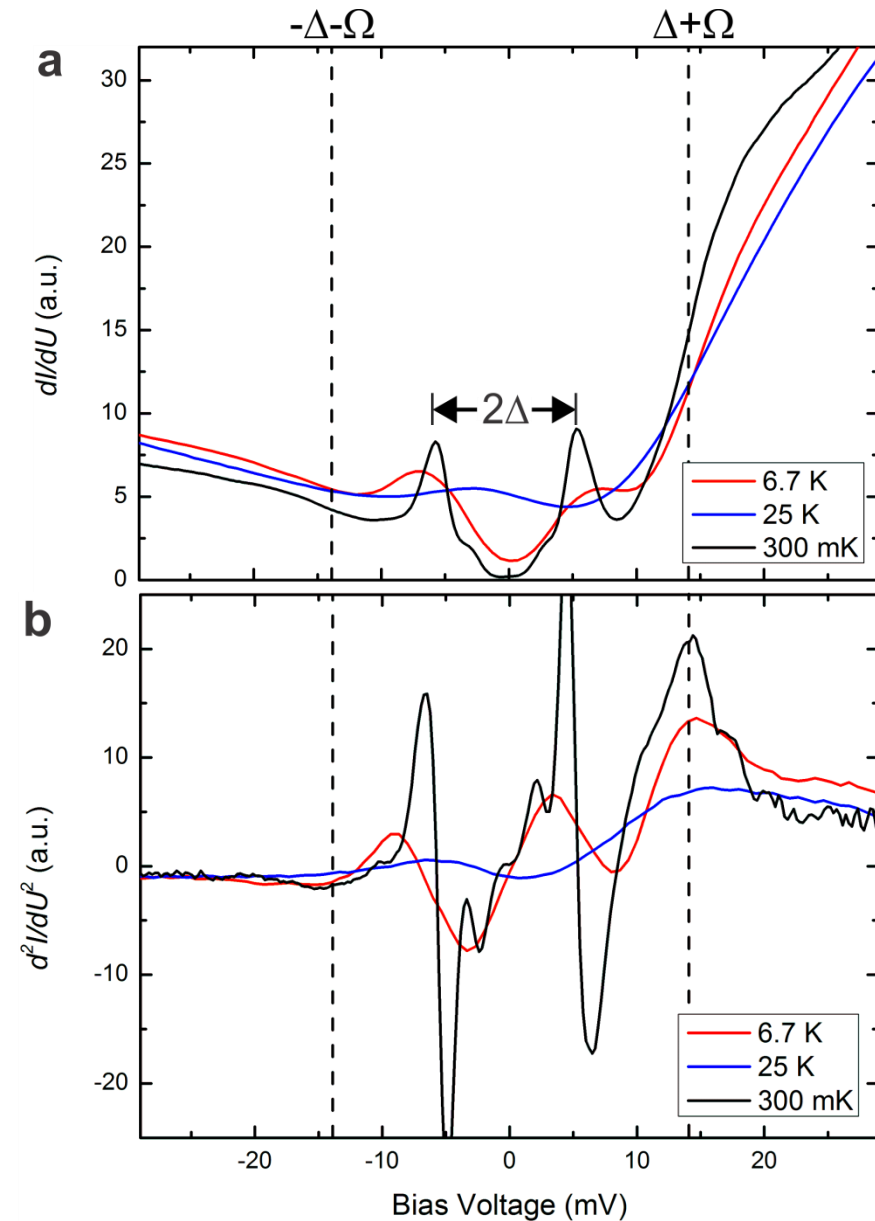 -Δ-Ω Δ+Ω
a
30
25
20
15
10
5
0
dI/dU (a.u.)
2Δ
6.7 K
25 K
300 mK
b
20
10
0
-10
-20
d²I/dU² (a.u.)
6.7 K
25 K
300 mK
-20 -10 0 10 20
Bias Voltage (mV)